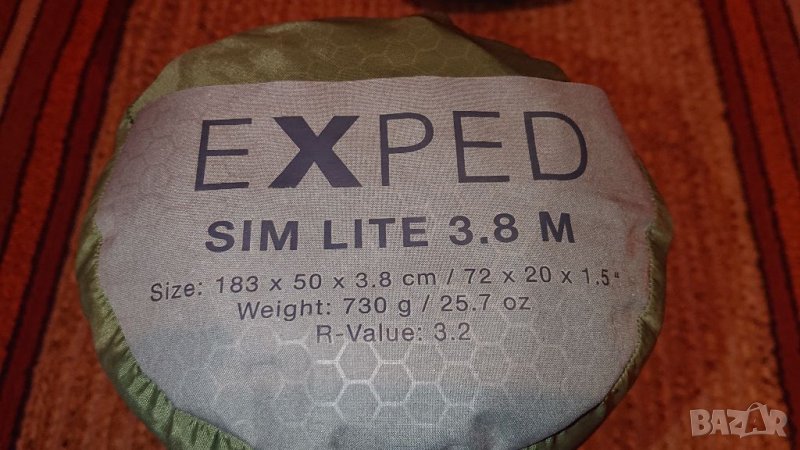 EXPED
SIM LITE 3.8 M
Size: 183 x 50 x 3.8 cm / 72 x 20 x 1.5"
Weight: 730 g / 25.7 oz
R-Value: 3.2
BAZAR